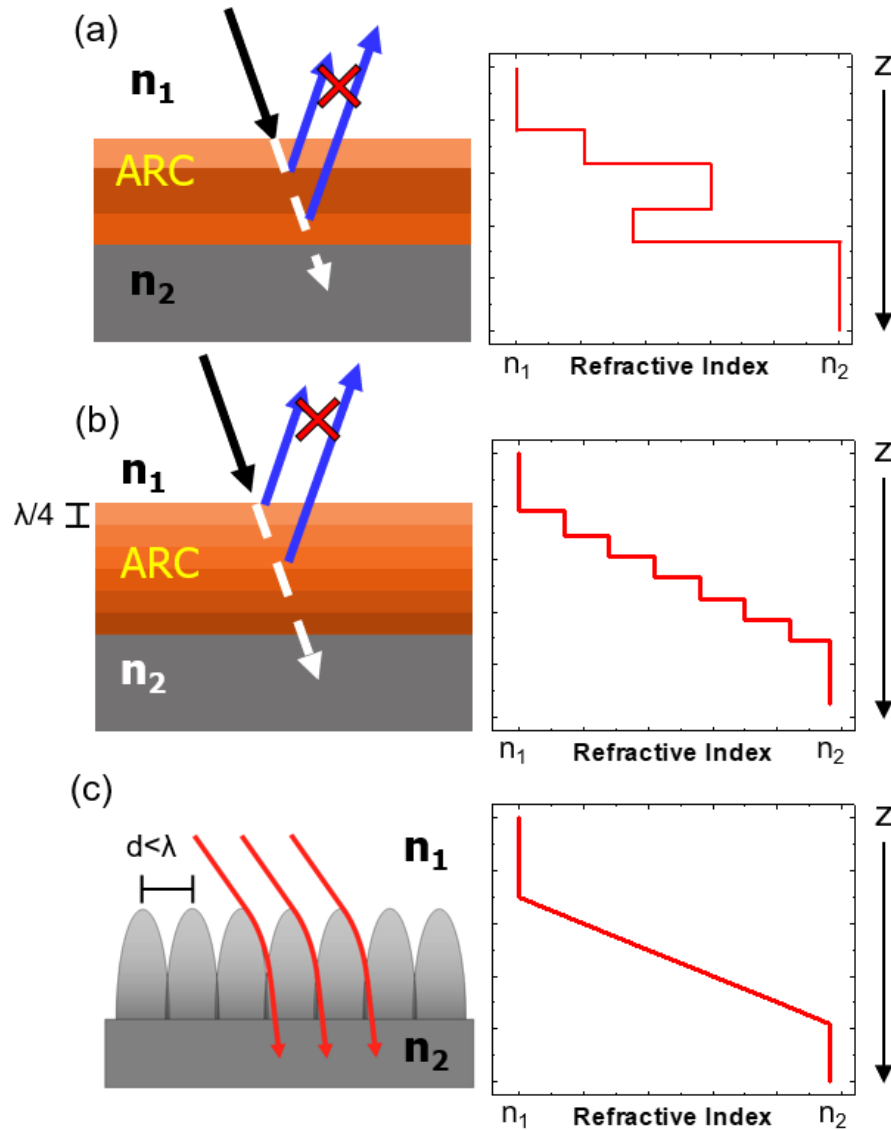 (a)
n₁
ARC
n₂
z
n₁ Refractive Index n₂
(b)
n₁
λ/4
ARC
n₂
z
n₁ Refractive Index n₂
(c)
d<λ
n₁
n₂
z
n₁ Refractive Index n₂